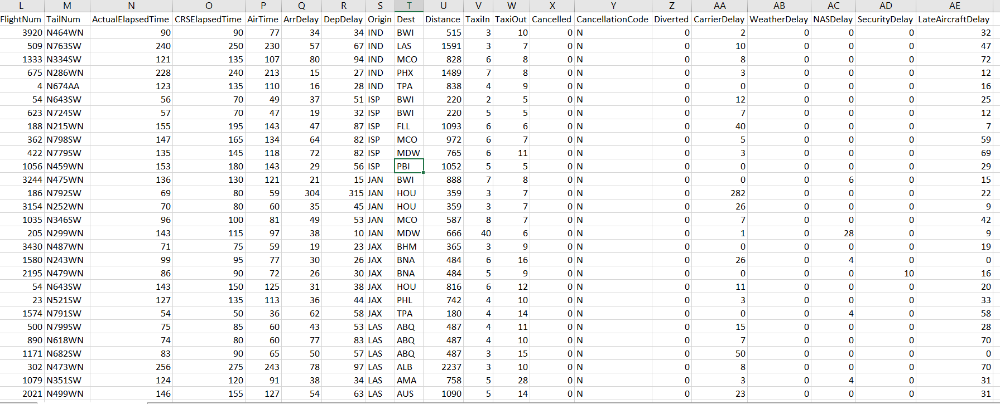 L M N O P Q R S T U V W X Y Z AA AB AC AD AE
FlightNum TailNum ActualElapsedTime CRSElapsedTime AirTime ArrDelay DepDelay Origin Dest Distance TaxiIn TaxiOut Cancelled CancellationCode Diverted CarrierDelay WeatherDelay NASDelay SecurityDelay LateAircraftDelay
3920 N464WN 90 90 77 34 34 IND BWI 515 3 10 0 N 0 2 0 0 0 32
509 N763SW 240 250 230 57 67 IND LAS 1591 3 7 0 N 0 10 0 0 0 47
1333 N334SW 121 135 107 80 94 IND MCO 828 6 8 0 N 0 8 0 0 0 72
675 N286WN 228 240 213 15 27 IND PHX 1489 7 8 0 N 0 3 0 0 0 12
4 N674AA 123 135 110 16 28 IND TPA 838 4 9 0 N 0 0 0 0 0 16
54 N643SW 56 70 49 37 51 ISP BWI 220 2 5 0 N 0 12 0 0 0 25
623 N724SW 57 70 47 19 32 ISP BWI 220 5 5 0 N 0 7 0 0 0 12
188 N215WN 155 195 143 47 87 ISP FLL 1093 6 6 0 N 0 40 0 0 0 7
362 N798SW 147 165 134 64 82 ISP MCO 972 6 7 0 N 0 5 0 0 0 59
422 N779SW 135 145 118 72 82 ISP MDW 765 6 11 0 N 0 3 0 0 0 69
1056 N459WN 153 180 143 29 56 ISP PBI 1052 5 5 0 N 0 0 0 0 0 29
3244 N475WN 136 130 121 21 15 JAN BWI 888 7 8 0 N 0 0 0 6 0 15
186 N792SW 69 80 59 304 315 JAN HOU 359 3 7 0 N 0 282 0 0 0 22
3154 N252WN 70 80 60 35 45 JAN HOU 359 3 7 0 N 0 26 0 0 0 9
1035 N346SW 96 100 81 49 53 JAN MCO 587 8 7 0 N 0 7 0 0 0 42
205 N299WN 143 115 97 38 10 JAN MDW 666 40 6 0 N 0 1 0 28 0 9
3430 N487WN 71 75 59 19 23 JAX BHM 365 3 9 0 N 0 0 0 0 0 19
1580 N243WN 99 95 77 30 26 JAX BNA 484 6 16 0 N 0 26 0 4 0 0
2195 N479WN 86 90 72 26 30 JAX BNA 484 5 9 0 N 0 0 0 0 10 16
54 N643SW 143 150 125 31 38 JAX HOU 816 6 12 0 N 0 11 0 0 0 20
23 N521SW 127 135 113 36 44 JAX PHL 742 4 10 0 N 0 3 0 0 0 33
1574 N791SW 54 50 36 62 58 JAX TPA 180 4 14 0 N 0 0 0 4 0 58
500 N799SW 75 85 60 43 53 LAS ABQ 487 4 11 0 N 0 15 0 0 0 28
890 N618WN 74 80 60 77 83 LAS ABQ 487 4 10 0 N 0 7 0 0 0 70
1171 N682SW 83 90 65 50 57 LAS ABQ 487 3 15 0 N 0 50 0 0 0 0
302 N473WN 256 275 243 78 97 LAS ALB 2237 3 10 0 N 0 8 0 0 0 70
1079 N351SW 124 120 91 38 34 LAS AMA 758 5 28 0 N 0 3 0 4 0 31
2021 N499WN 146 155 127 54 63 LAS AUS 1090 5 14 0 N 0 23 0 0 0 31